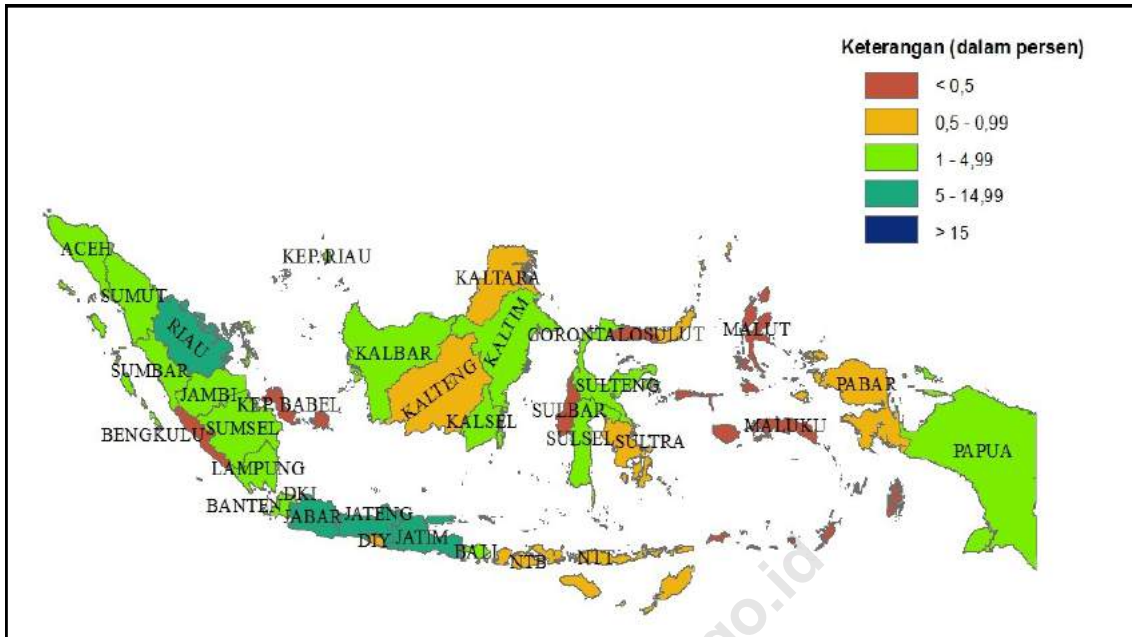 Keterangan (dalam persen)
< 0,5
0,5 - 0,99
1 - 4,99
5 - 14,99
> 15
ACEH
SUMUT
RIAU
KEP. RIAU
SUMBAR
JAMBI
KEP. BABEL
BENGKULU
SUMSEL
LAMPUNG
BANTEN
DKI
JABAR
JATENG
DIY
JATIM
BALI
NTB
NTT
KALBAR
KALTENG
KALSEL
KALTIM
KALTARA
GORONTALO
SULUT
SULTENG
SULBAR
SULSEL
SULTRA
MALUT
MALUKU
PABAR
PAPUA
go.id